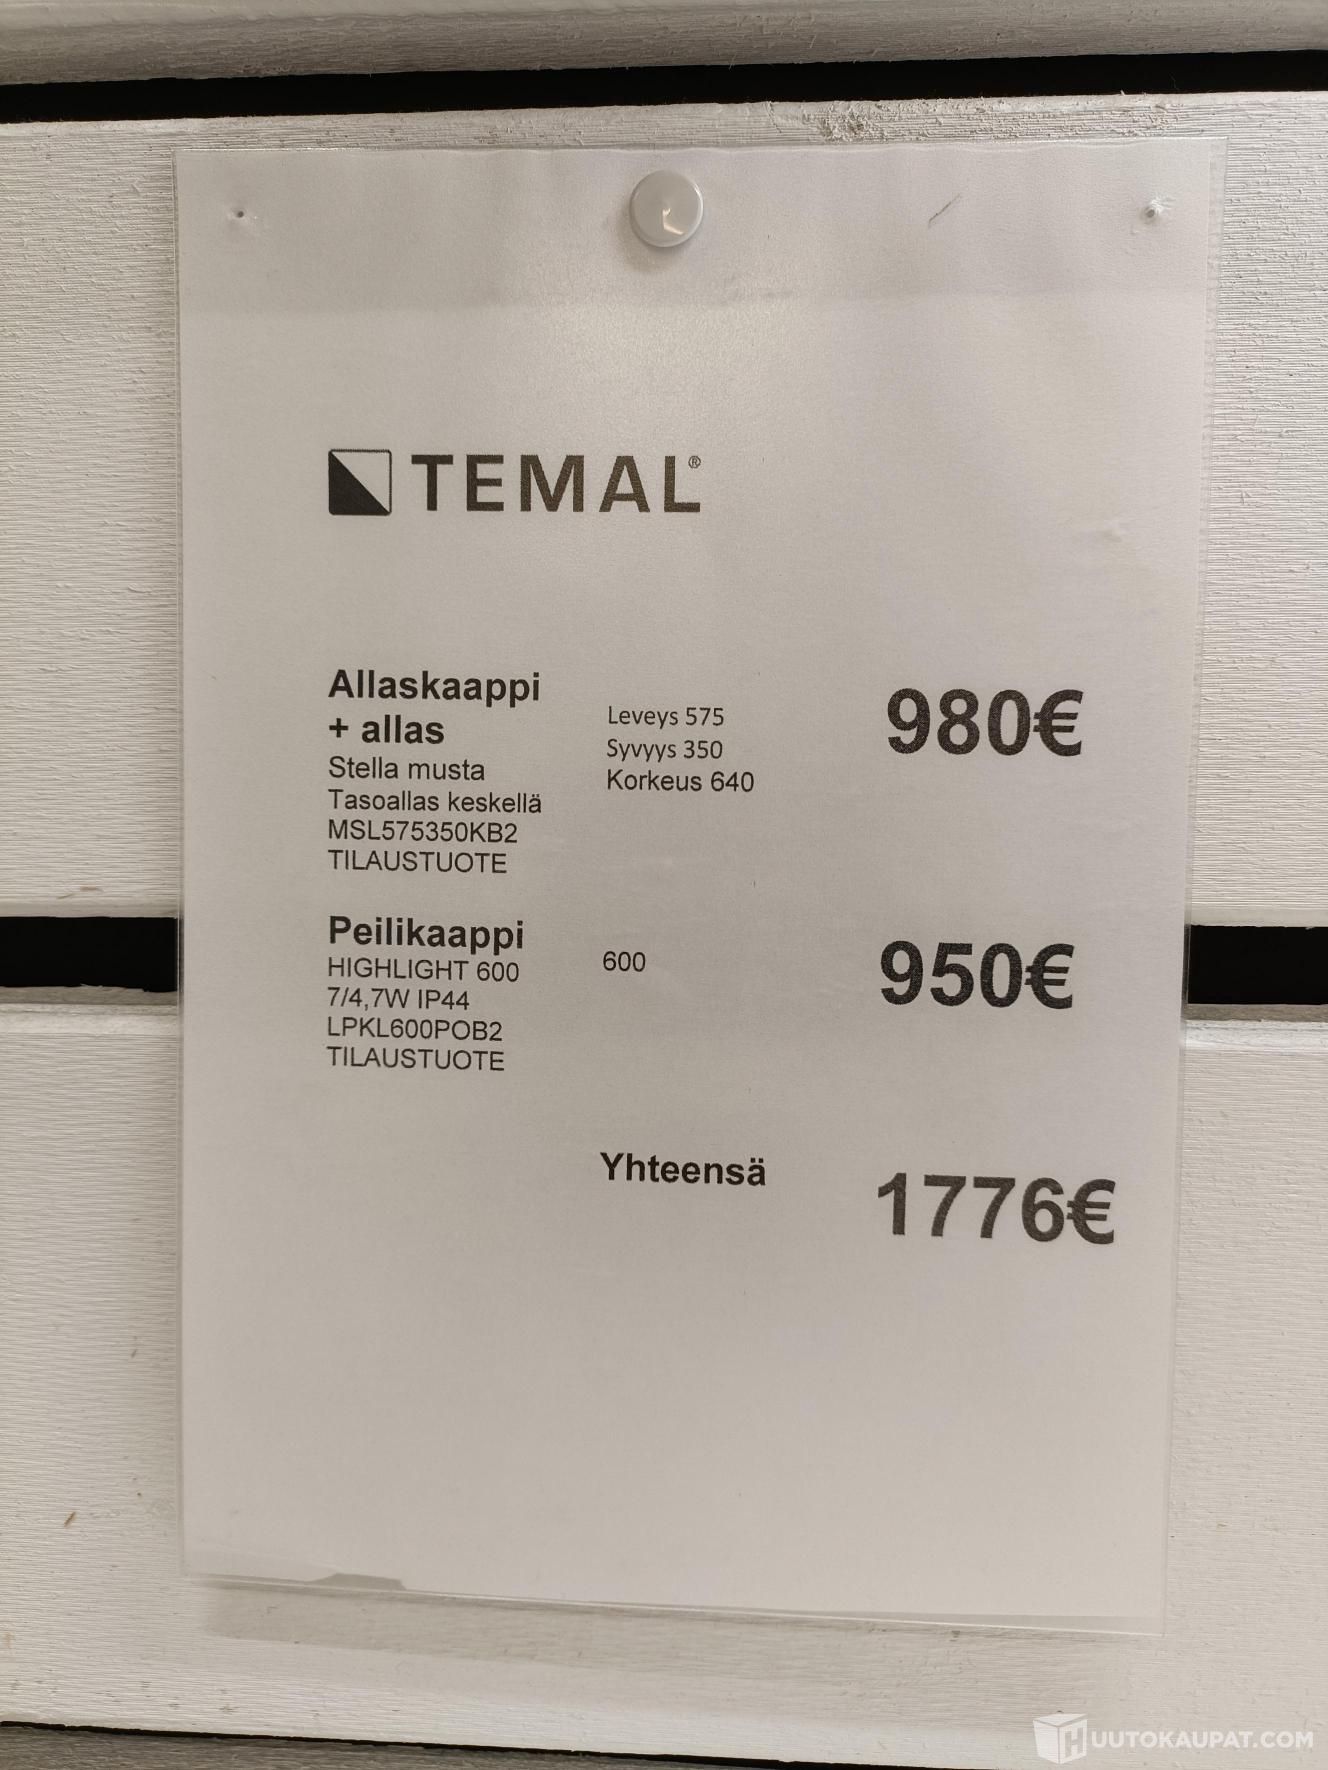 TEMAL®
Allaskaappi
+ allas
Stella musta
Tasoallas keskellä
MSL575350KB2
TILAUSTUOTE
Leveys 575
Syvyys 350
Korkeus 640
980€
Peilikaappi
HIGHLIGHT 600
7/4,7W IP44
LPKL600POB2
TILAUSTUOTE
600
950€
Yhteensä
1776€
HUUTOKAUPAT.COM